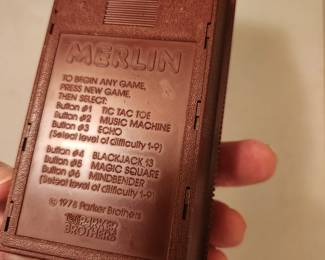 MERLIN
TO BEGIN ANY GAME,
PRESS NEW GAME,
THEN SELECT:
Button #1 TIC TAC TOE
Button #2 MUSIC MACHINE
Button #3 ECHO
(Select level of difficulty 1-9)
Button #4 BLACKJACK 13
Button #5 MAGIC SQUARE
Button #6 MINDBENDER
(Select level of difficulty 1-9)
© 1978 Parker Brothers
PARKER
BROTHERS